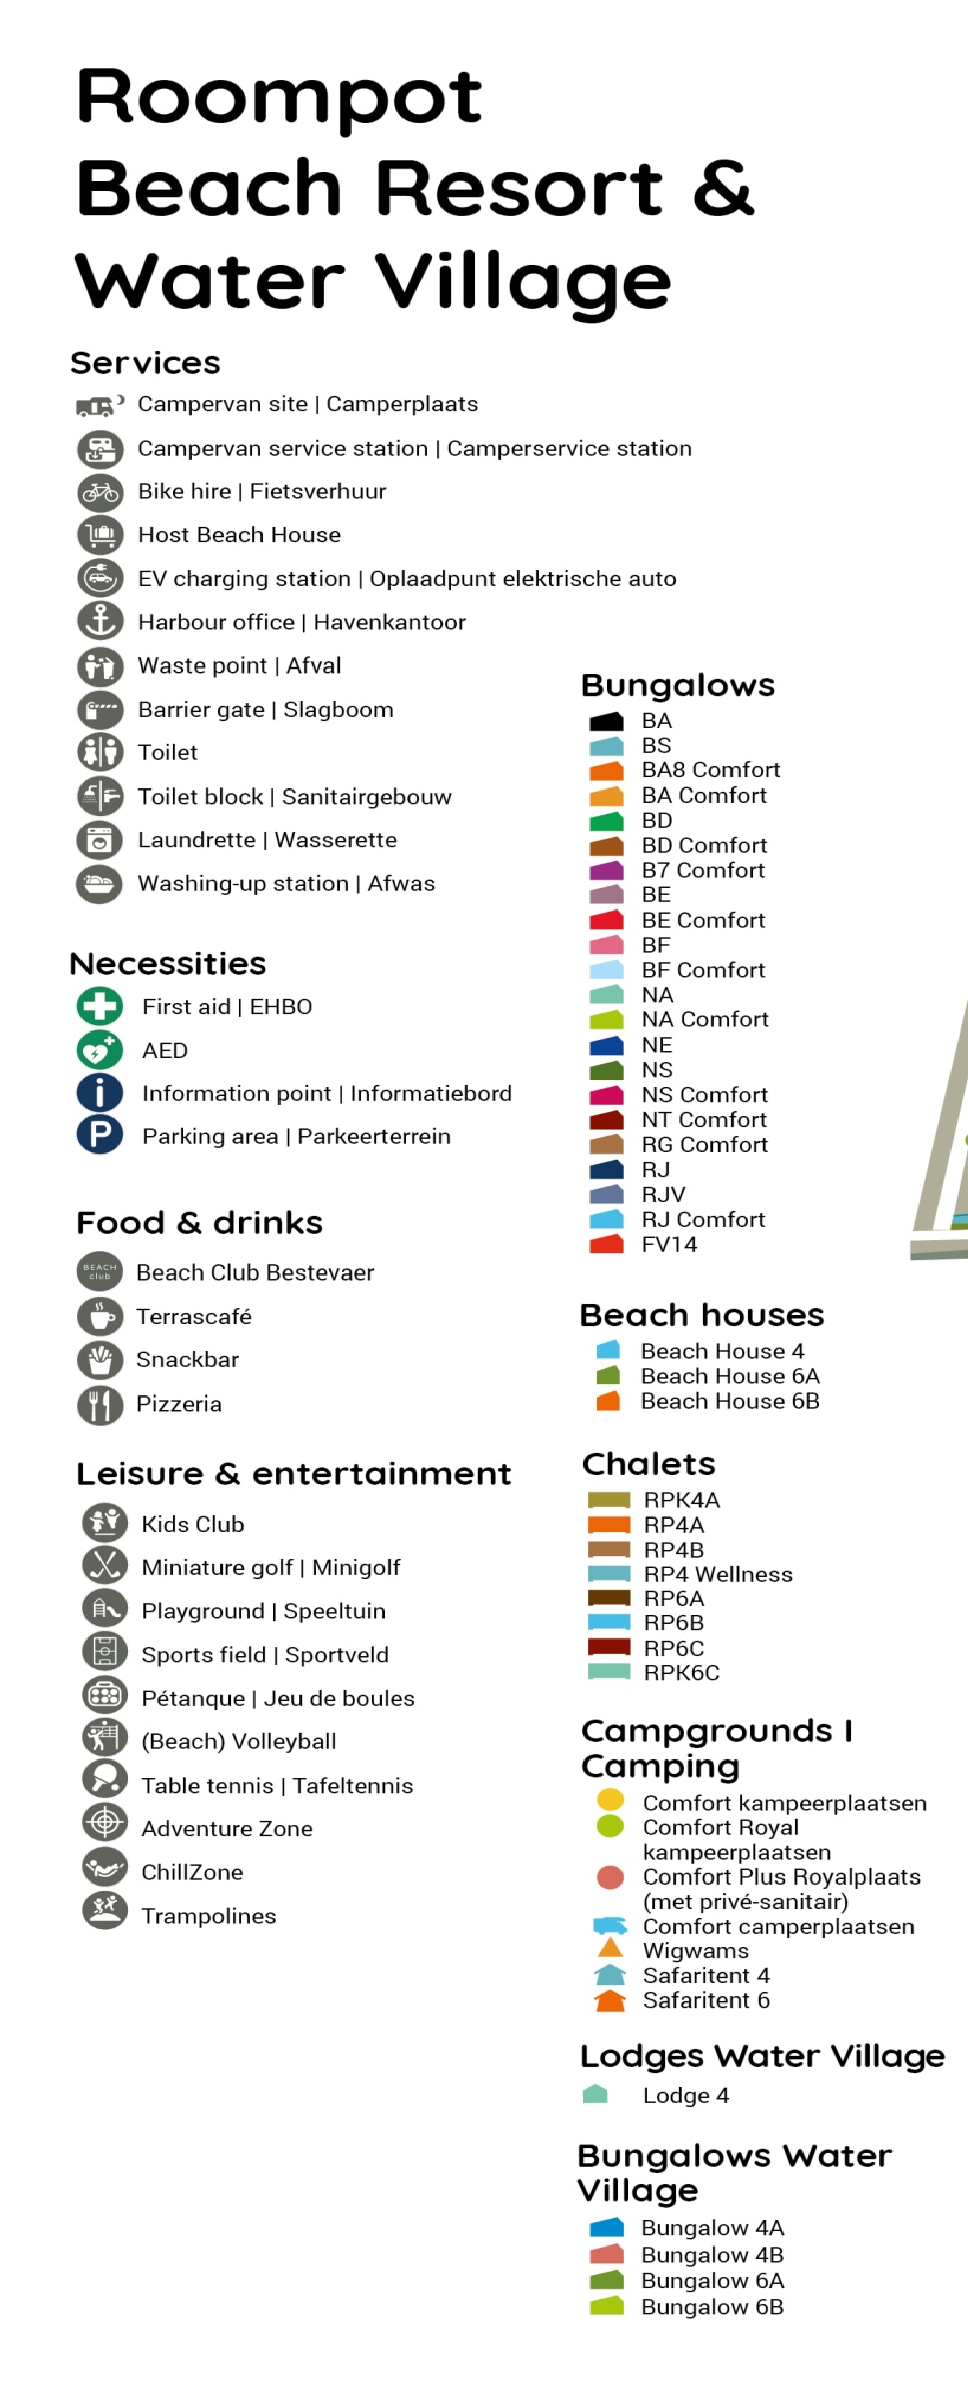 Roompot
Beach Resort &
Water Village
Services
Campervan site | Camperplaats
Campervan service station | Camperservice station
Bike hire | Fietsverhuur
Host Beach House
EV charging station | Oplaadpunt elektrische auto
Harbour office | Havenkantoor
Waste point | Afval
Barrier gate | Slagboom
Toilet
Toilet block | Sanitairgebouw
Laundrette | Wasserette
Washing-up station | Afwas
Necessities
First aid | EHBO
AED
i Information point | Informatiebord
P Parking area | Parkeerterrein
Food & drinks
BEACH
club
Beach Club Bestevaer
Terrascafé
Snackbar
Pizzeria
Leisure & entertainment
Kids Club
Miniature golf | Minigolf
Playground | Speeltuin
Sports field | Sportveld
Pétanque | Jeu de boules
(Beach) Volleyball
Table tennis | Tafeltennis
Adventure Zone
ChillZone
Trampolines
Bungalows
BA
BS
BA8 Comfort
BA Comfort
BD
BD Comfort
B7 Comfort
BE
BE Comfort
BF
BF Comfort
NA
NA Comfort
NE
NS
NS Comfort
NT Comfort
RG Comfort
RJ
RJV
RJ Comfort
FV14
Beach houses
Beach House 4
Beach House 6A
Beach House 6B
Chalets
RPK4A
RP4A
RP4B
RP4 Wellness
RP6A
RP6B
RP6C
RPK6C
Campgrounds I
Camping
Comfort kampeerplaatsen
Comfort Royal
kampeerplaatsen
Comfort Plus Royalplaats
(met privé-sanitair)
Comfort camperplaatsen
Wigwams
Safaritent 4
Safaritent 6
Lodges Water Village
Lodge 4
Bungalows Water
Village
Bungalow 4A
Bungalow 4B
Bungalow 6A
Bungalow 6B